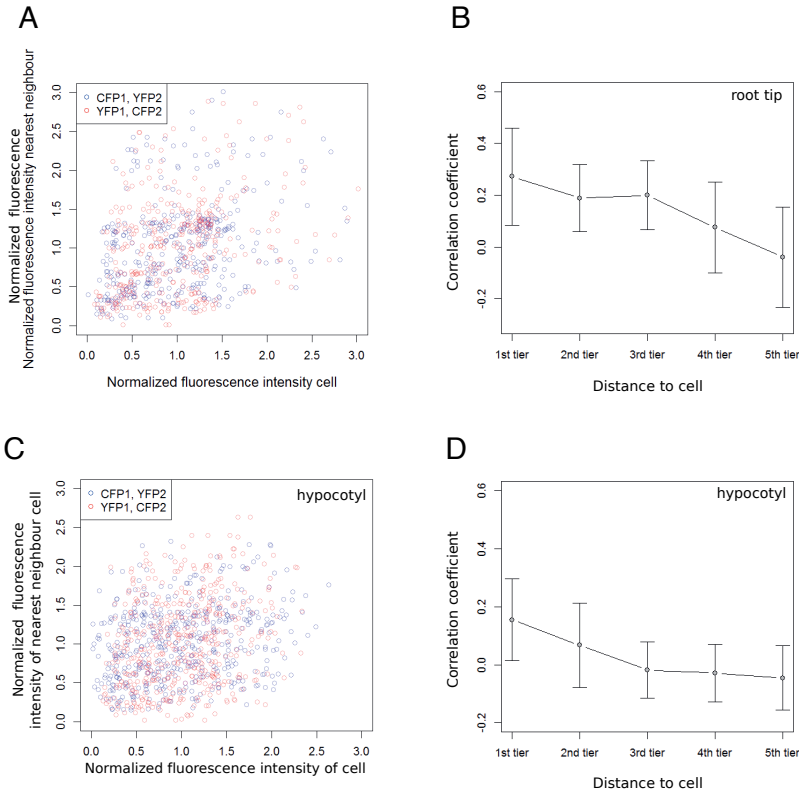 A
Normalized fluorescence
Normalized fluorescence intensity nearest neighbour
3.0
2.5
2.0
1.5
1.0
0.5
0.0
CFP1, YFP2
YFP1, CFP2
0.0 0.5 1.0 1.5 2.0 2.5 3.0
Normalized fluorescence intensity cell
B
Correlation coefficient
0.6
0.4
0.2
0.0
-0.2
root tip
1st tier 2nd tier 3rd tier 4th tier 5th tier
Distance to cell
C
Normalized fluorescence
intensity of nearest neighbour cell
3.0
2.5
2.0
1.5
1.0
0.5
0.0
CFP1, YFP2
YFP1, CFP2
hypocotyl
0.0 0.5 1.0 1.5 2.0 2.5 3.0
Normalized fluorescence intensity of cell
D
Correlation coefficient
0.6
0.4
0.2
0.0
-0.2
hypocotyl
1st tier 2nd tier 3rd tier 4th tier 5th tier
Distance to cell